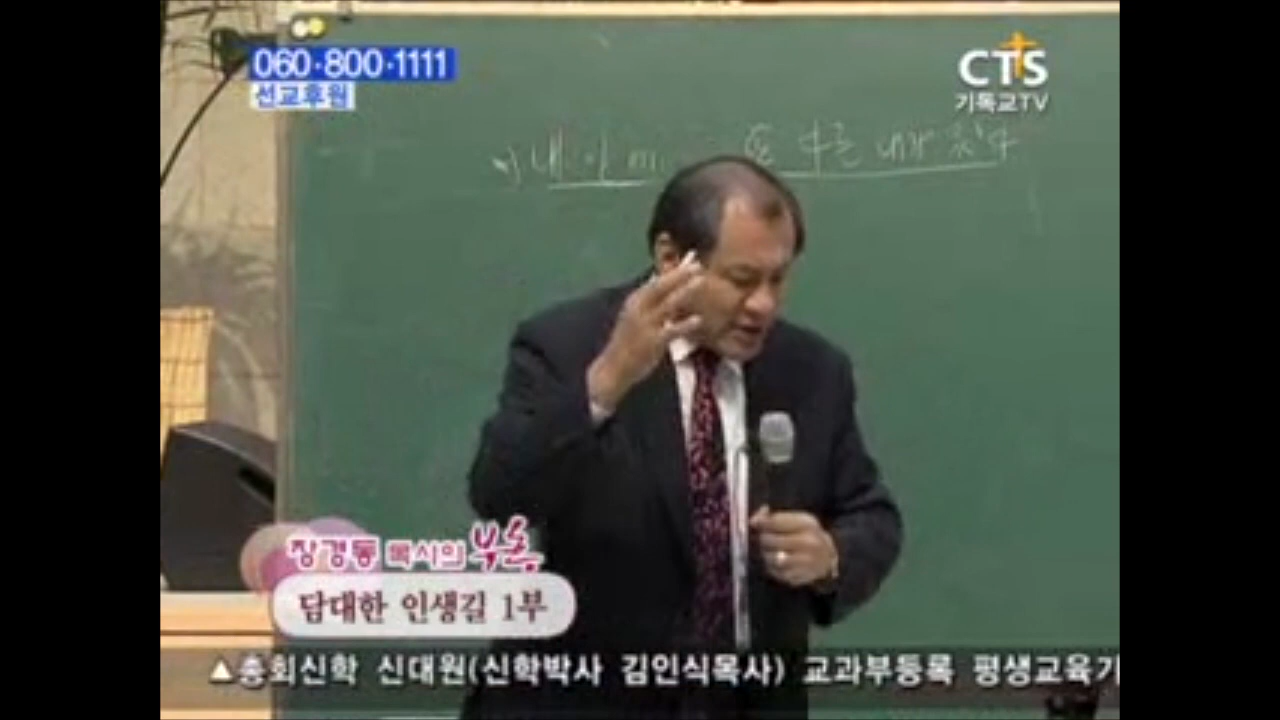 060·800·1111
선교후원
CTS
기독교TV
내가
장경동 목사의 부흥
담대한 인생길 1부
▲총회신학 신대원(신학박사 김인식목사) 교과부등록 평생교육기